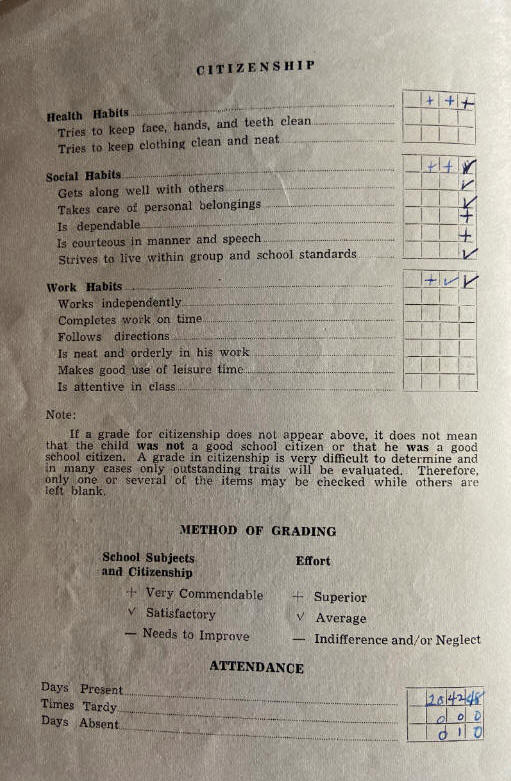 CITIZENSHIP
Health Habits + + +
Tries to keep face, hands, and teeth clean
Tries to keep clothing clean and neat
Social Habits + + ✓
Gets along well with others ✓
Takes care of personal belongings ✓
Is dependable +
Is courteous in manner and speech +
Strives to live within group and school standards ✓
Work Habits + ✓ ✓
Works independently
Completes work on time
Follows directions
Is neat and orderly in his work
Makes good use of leisure time
Is attentive in class
Note:
If a grade for citizenship does not appear above, it does not mean
that the child was not a good school citizen or that he was a good
school citizen. A grade in citizenship is very difficult to determine and
in many cases only outstanding traits will be evaluated. Therefore,
only one or several of the items may be checked while others are
left blank.
METHOD OF GRADING
School Subjects
and Citizenship
+ Very Commendable
✓ Satisfactory
— Needs to Improve
Effort
+ Superior
✓ Average
— Indifference and/or Neglect
ATTENDANCE
Days Present 42 48
Times Tardy 0 0 0
Days Absent 0 1 0